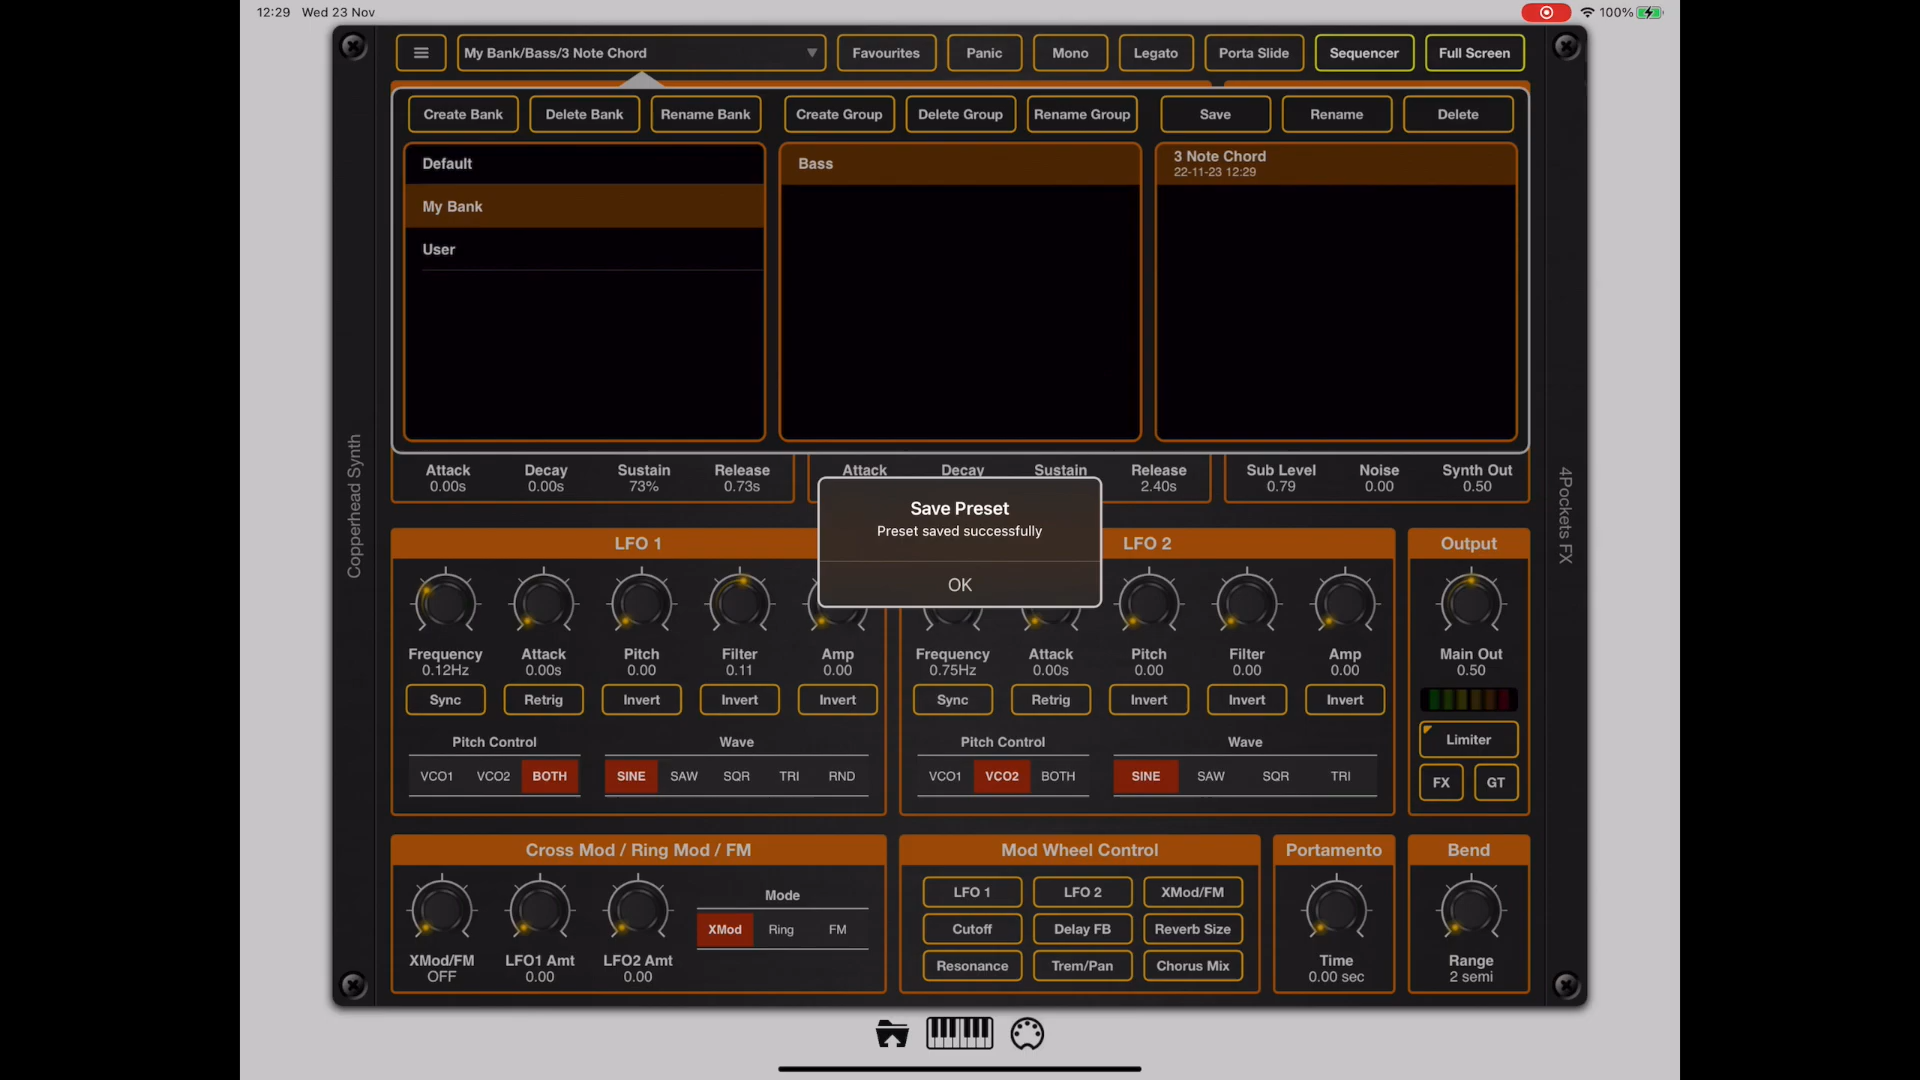 12:29 Wed 23 Nov
100%
My Bank/Bass/3 Note Chord
Favourites
Panic
Mono
Legato
Porta Slide
Sequencer
Full Screen
Create Bank
Delete Bank
Rename Bank
Create Group
Delete Group
Rename Group
Save
Rename
Delete
Default
My Bank
User
Bass
3 Note Chord
22-11-23 12:29
Copperhead Synth
4Pockets FX
Attack Decay Sustain Release
0.00s 0.00s 73% 0.73s
Attack Decay Sustain Release
2.40s
Sub Level Noise Synth Out
0.79 0.00 0.50
Save Preset
Preset saved successfully
OK
LFO 1
Frequency Attack Pitch Filter Amp
0.12Hz 0.00s 0.00 0.11 0.00
Sync Retrig Invert Invert Invert
Pitch Control Wave
VCO1 VCO2 BOTH SINE SAW SQR TRI RND
LFO 2
Frequency Attack Pitch Filter Amp
0.75Hz 0.00s 0.00 0.00 0.00
Sync Retrig Invert Invert Invert
Pitch Control Wave
VCO1 VCO2 BOTH SINE SAW SQR TRI
Output
Main Out
0.50
Limiter
FX GT
Cross Mod / Ring Mod / FM
Mode
XMod Ring FM
XMod/FM LFO1 Amt LFO2 Amt
OFF 0.00 0.00
Mod Wheel Control
LFO 1 LFO 2 XMod/FM
Cutoff Delay FB Reverb Size
Resonance Trem/Pan Chorus Mix
Portamento
Time
0.00 sec
Bend
Range
2 semi